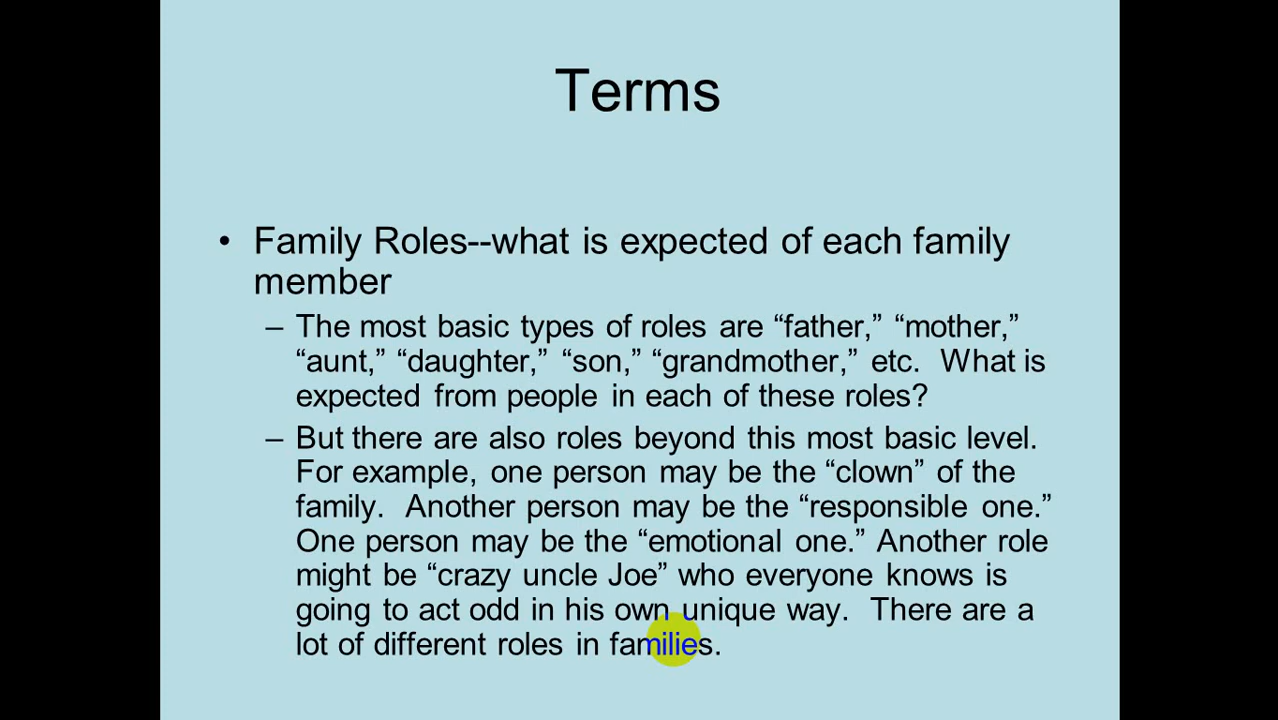 Terms
• Family Roles--what is expected of each family
member
– The most basic types of roles are “father,” “mother,”
“aunt,” “daughter,” “son,” “grandmother,” etc.  What is
expected from people in each of these roles?
– But there are also roles beyond this most basic level.
For example, one person may be the “clown” of the
family.  Another person may be the “responsible one.”
One person may be the “emotional one.” Another role
might be “crazy uncle Joe” who everyone knows is
going to act odd in his own unique way.  There are a
lot of different roles in families.